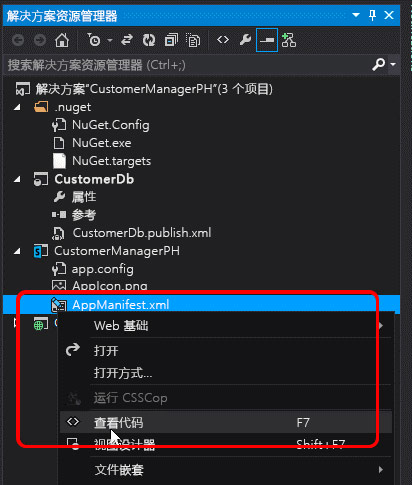 解决方案资源管理器
搜索解决方案资源管理器(Ctrl+;)
解决方案"CustomerManagerPH"(3 个项目)
.nuget
NuGet.Config
NuGet.exe
NuGet.targets
CustomerDb
属性
参考
CustomerDb.publish.xml
CustomerManagerPH
app.config
AppIcon.png
AppManifest.xml
C
Web 基础
打开
打开方式...
运行 CSSCop
查看代码 F7
视图设计器 Shift+F7
文件嵌套